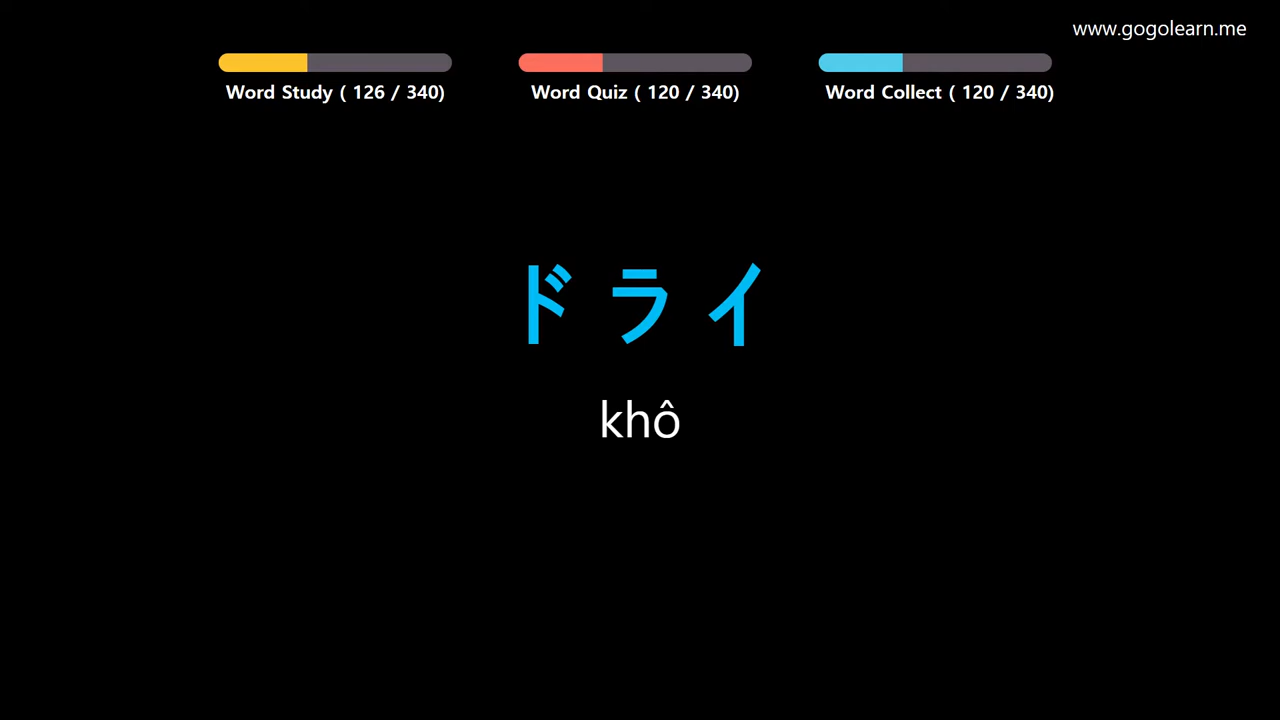 www.gogolearn.me
Word Study ( 126 / 340)
Word Quiz ( 120 / 340)
Word Collect ( 120 / 340)
ドライ
khô